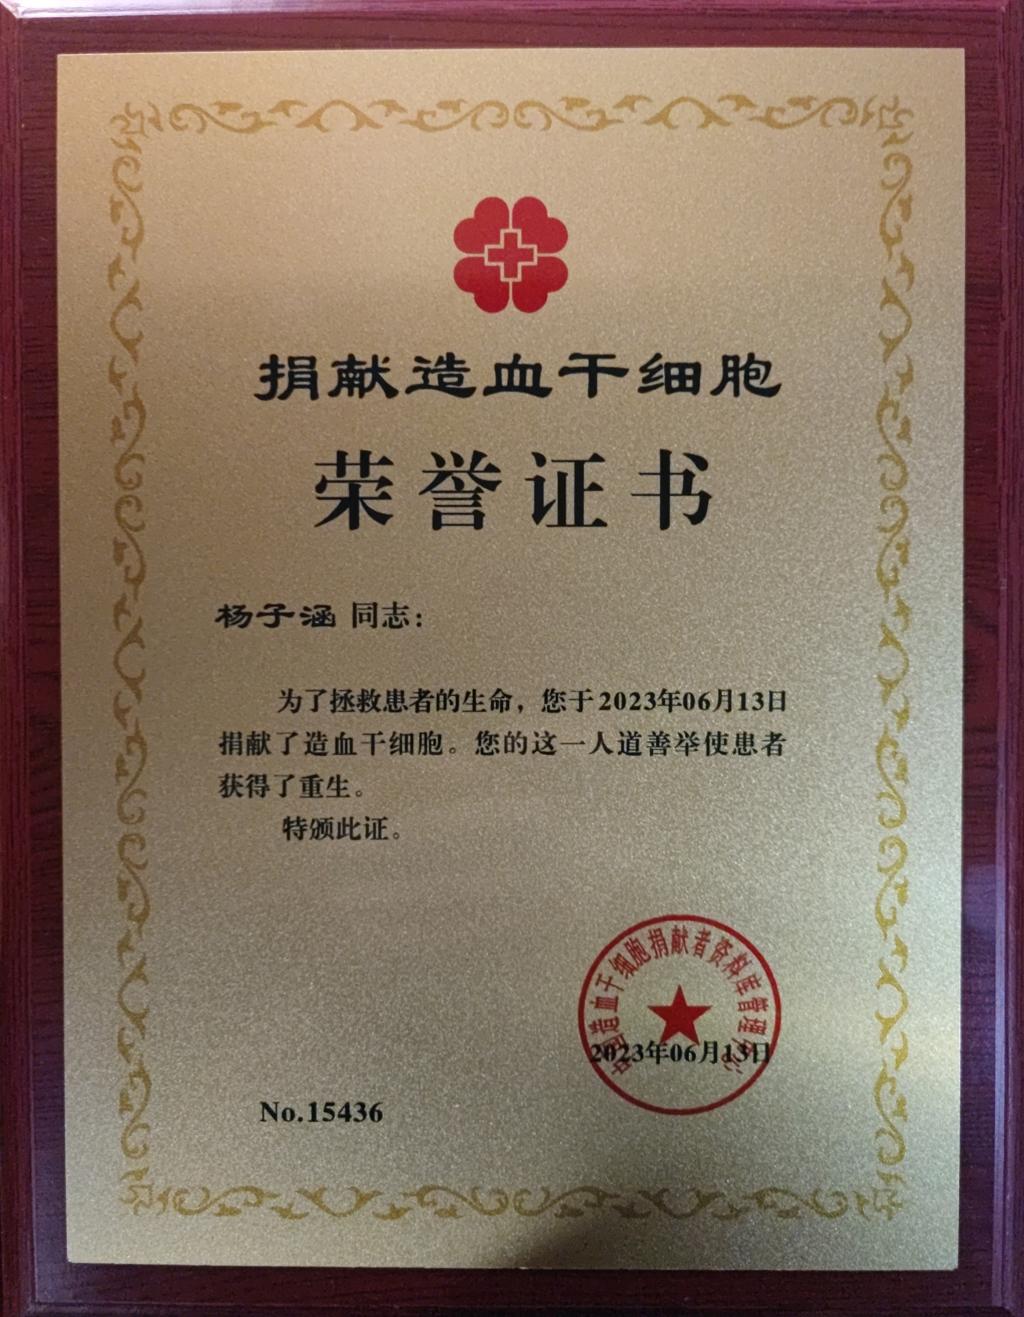 捐献造血干细胞
荣誉证书
杨子涵 同志：
为了拯救患者的生命，您于2023年06月13日
捐献了造血干细胞。您的这一人道善举使患者
获得了重生。
特颁此证。
中国造血干细胞捐献者资料库管理中心
2023年06月13日
No.15436